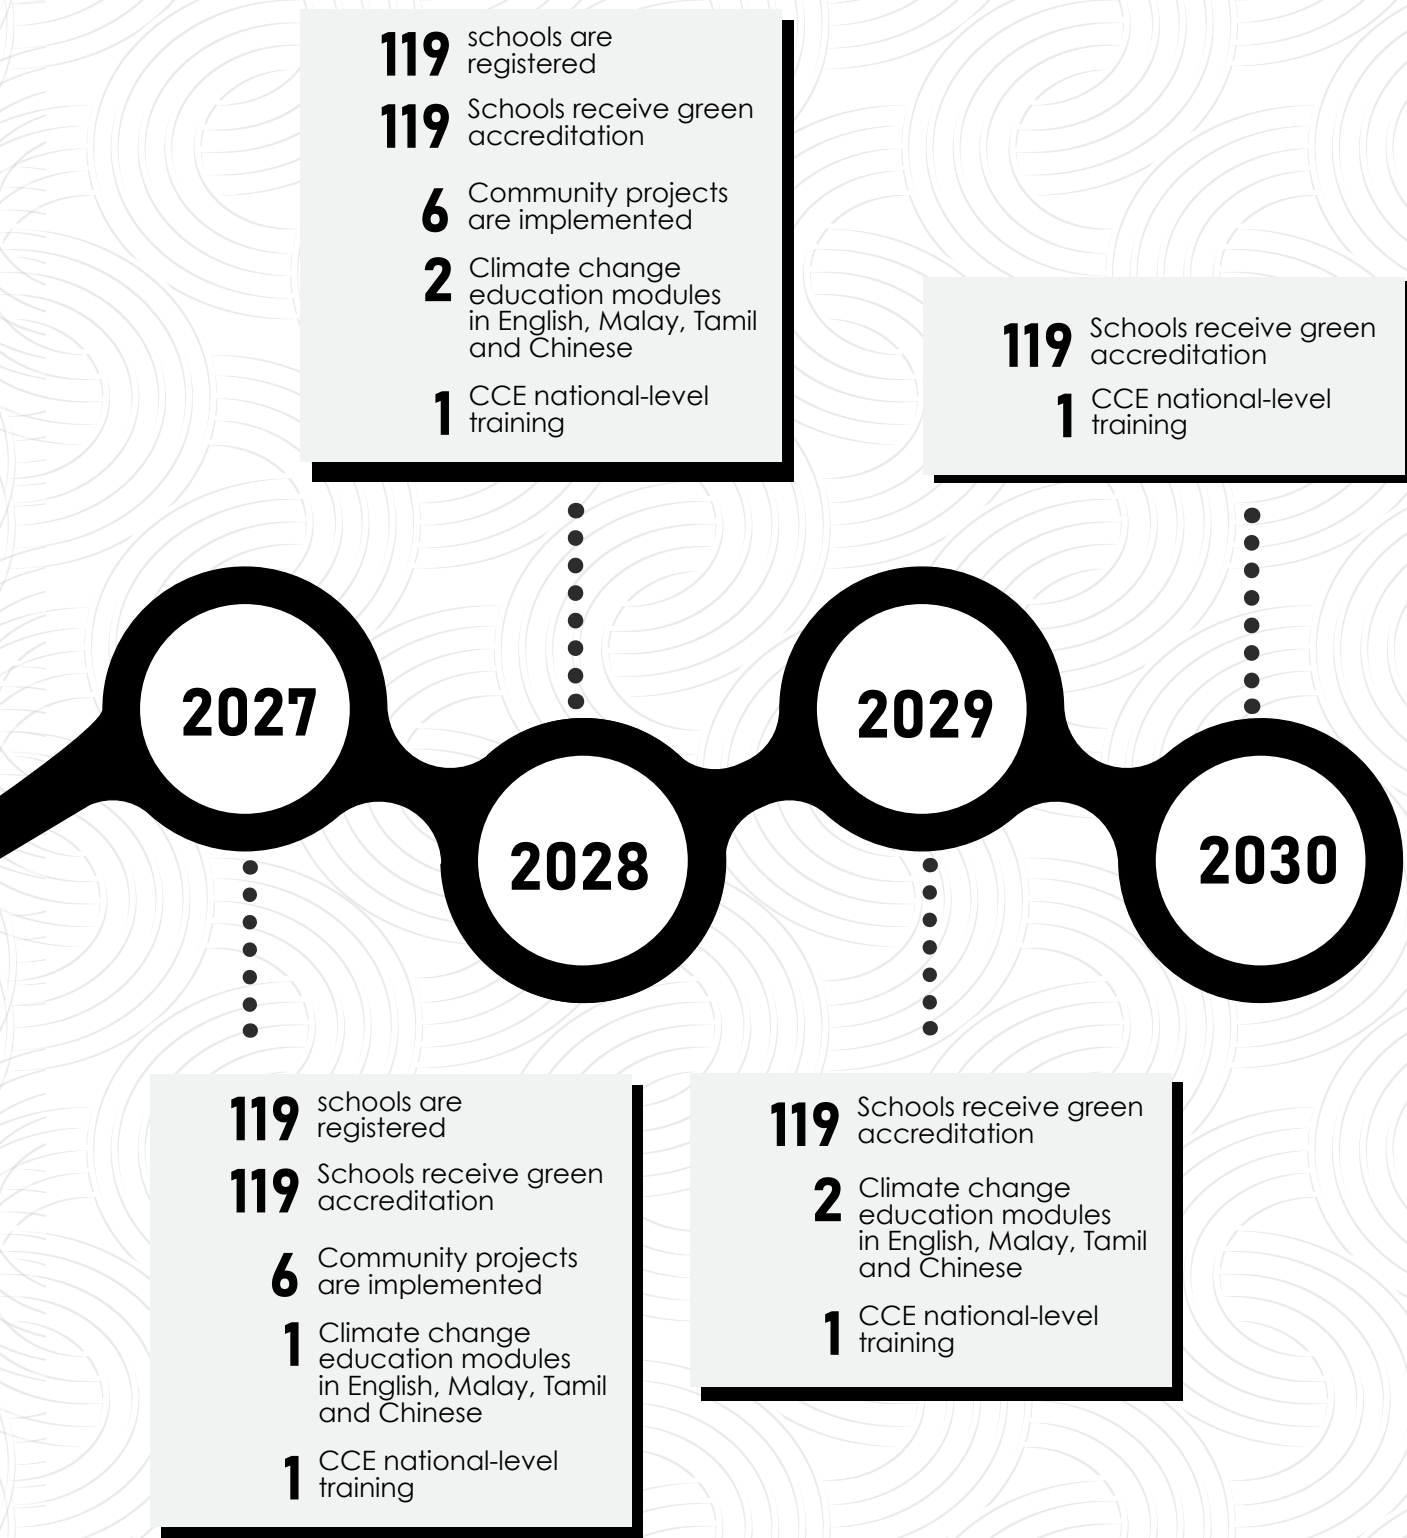 119 schools are
registered
119 Schools receive green
accreditation
6 Community projects
are implemented
2 Climate change
education modules
in English, Malay, Tamil
and Chinese
1 CCE national-level
training
119 Schools receive green
accreditation
1 CCE national-level
training
2027
2028
2029
2030
119 schools are
registered
119 Schools receive green
accreditation
6 Community projects
are implemented
1 Climate change
education modules
in English, Malay, Tamil
and Chinese
1 CCE national-level
training
119 Schools receive green
accreditation
2 Climate change
education modules
in English, Malay, Tamil
and Chinese
1 CCE national-level
training